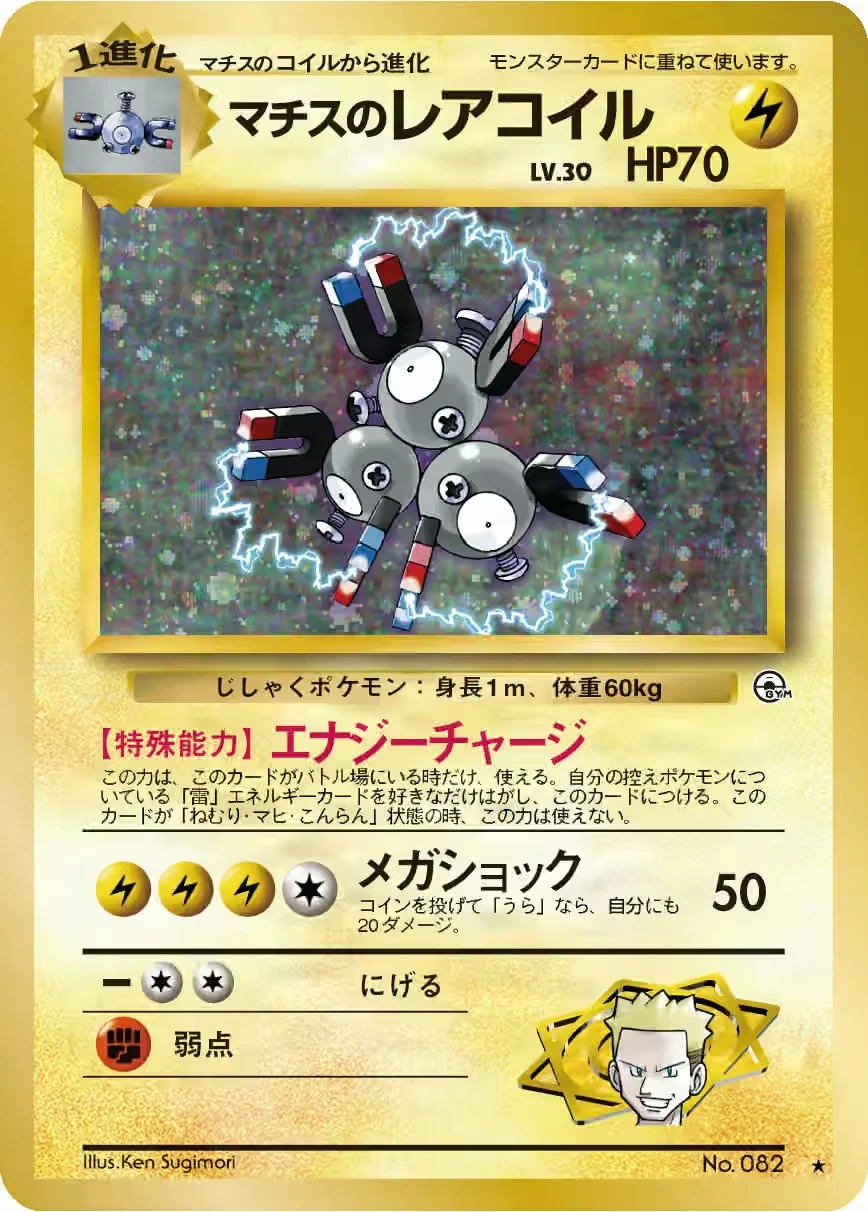 1進化
マチスのコイルから進化
モンスターカードに重ねて使います。
マチスのレアコイル
LV.30 HP70
じしゃくポケモン：身長1m、体重60kg
GYM
【特殊能力】エナジーチャージ
この力は、このカードがバトル場にいる時だけ、使える。自分の控えポケモンにつ
いている「雷」エネルギーカードを好きなだけはがし、このカードにつける。この
カードが「ねむり・マヒ・こんらん」状態の時、この力は使えない。
メガショック
50
コインを投げて「うら」なら、自分にも
20ダメージ。
にげる
弱点
Illus.Ken Sugimori
No. 082 ★